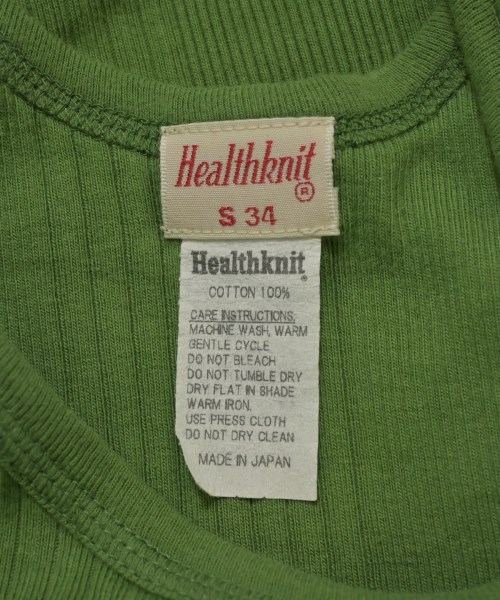 Healthknit
®
S 34
Healthknit®
COTTON 100%
CARE INSTRUCTIONS.
MACHINE WASH, WARM
GENTLE CYCLE.
DO NOT BLEACH
DO NOT TUMBLE DRY
DRY FLAT IN SHADE
WARM IRON.
USE PRESS CLOTH
DO NOT DRY CLEAN
MADE IN JAPAN